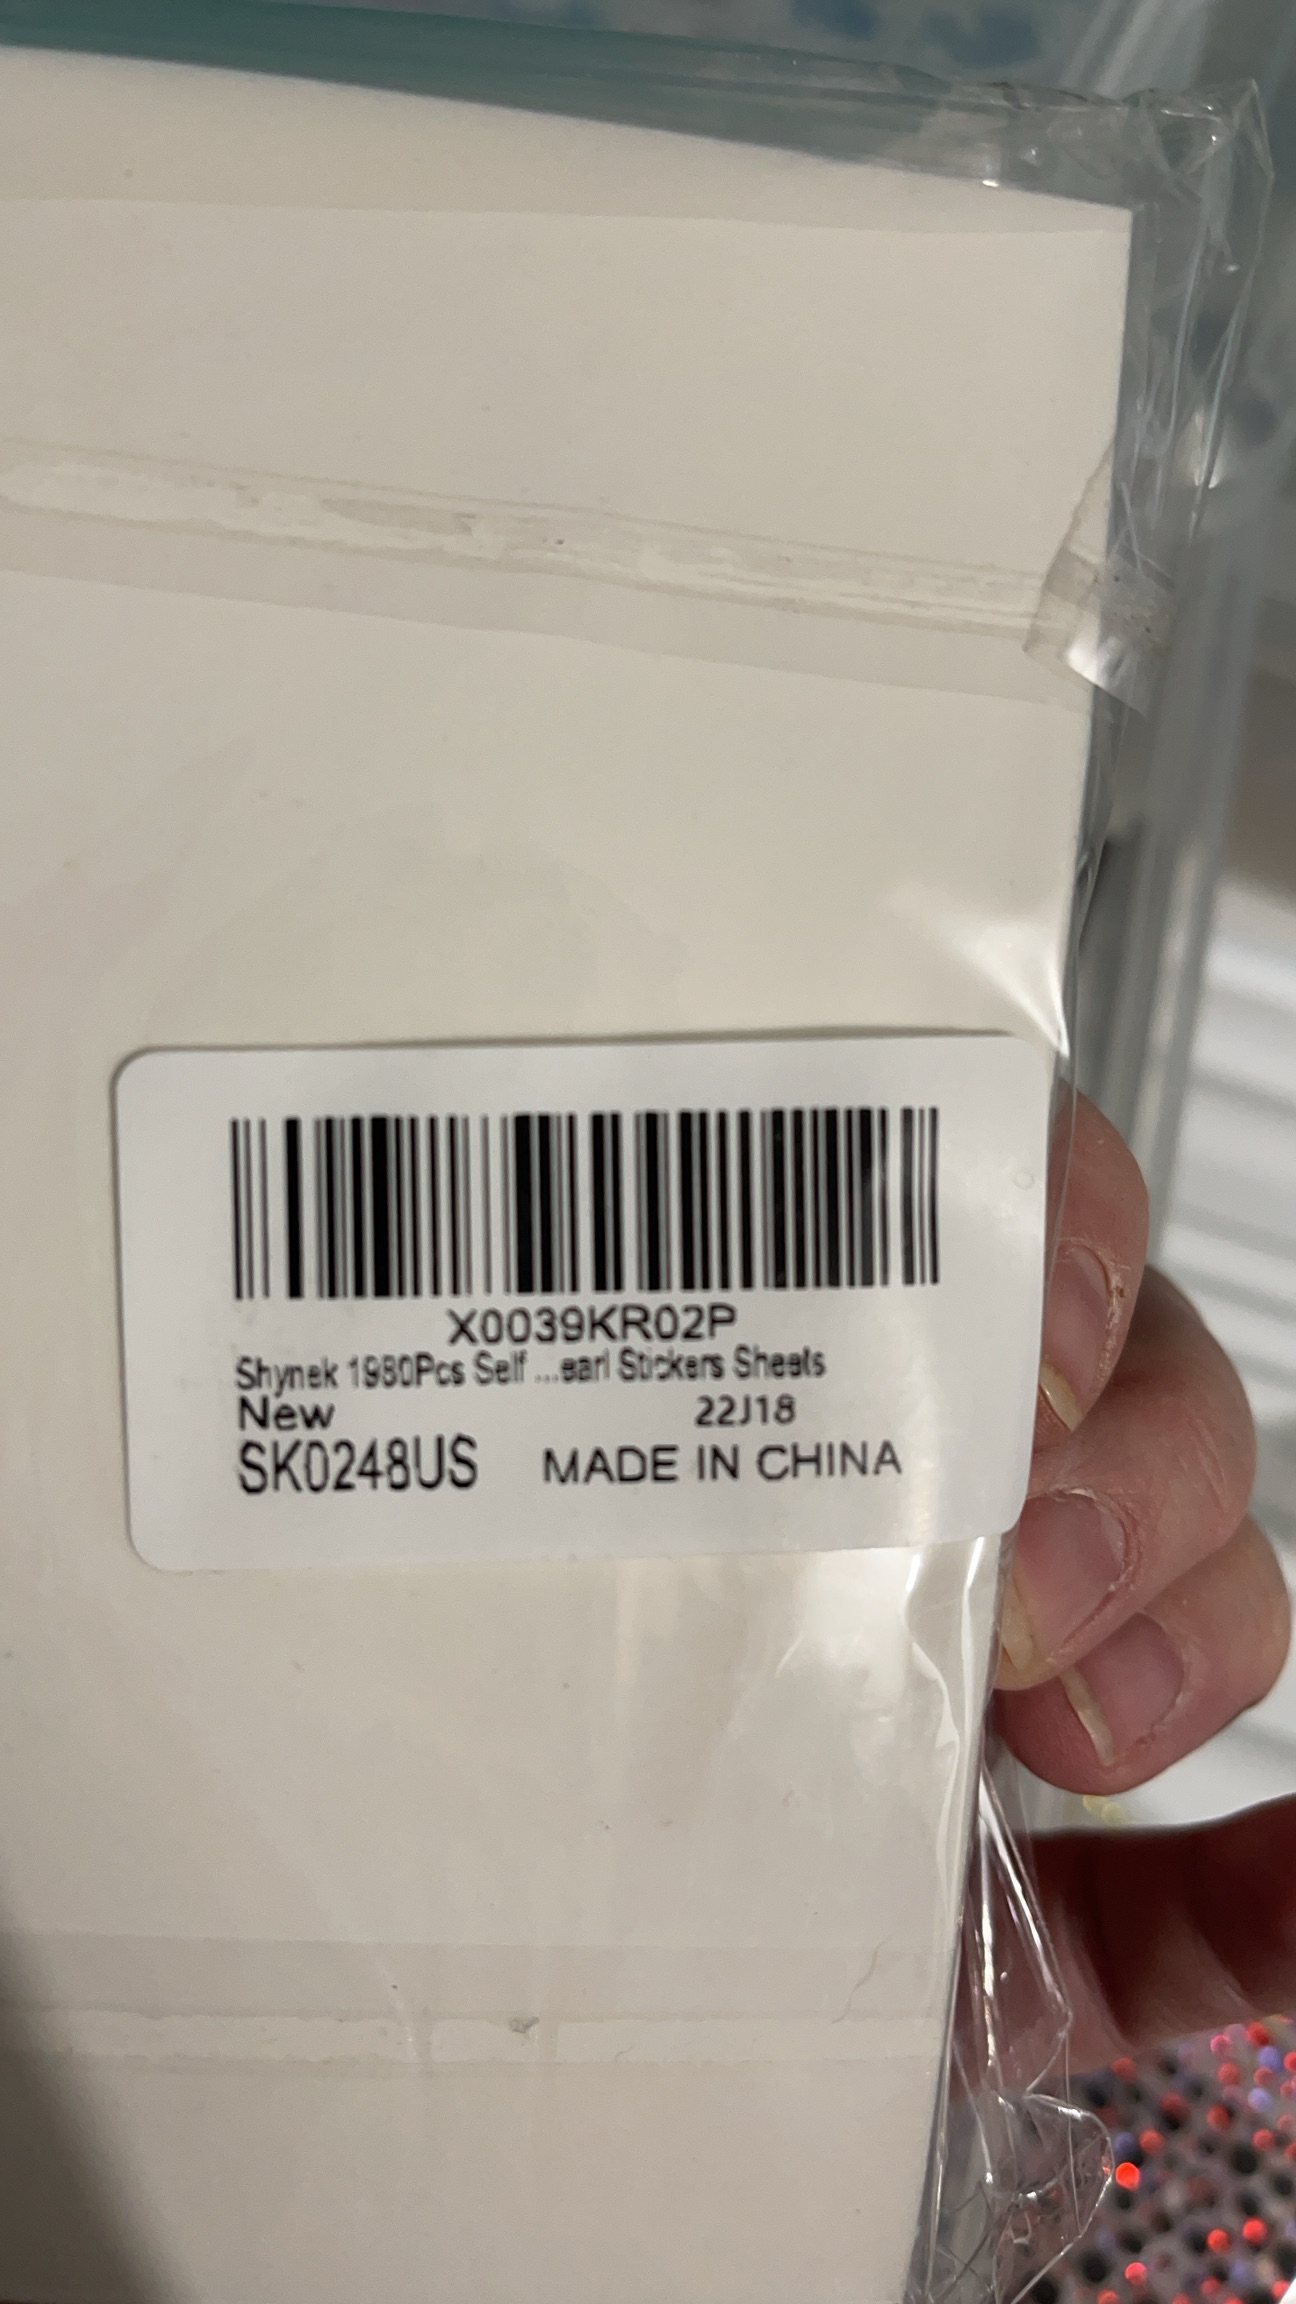 X0039KR02P
Shynek 1980Pcs Self ...earl Stickers Sheets
New 22J18
SK0248US MADE IN CHINA